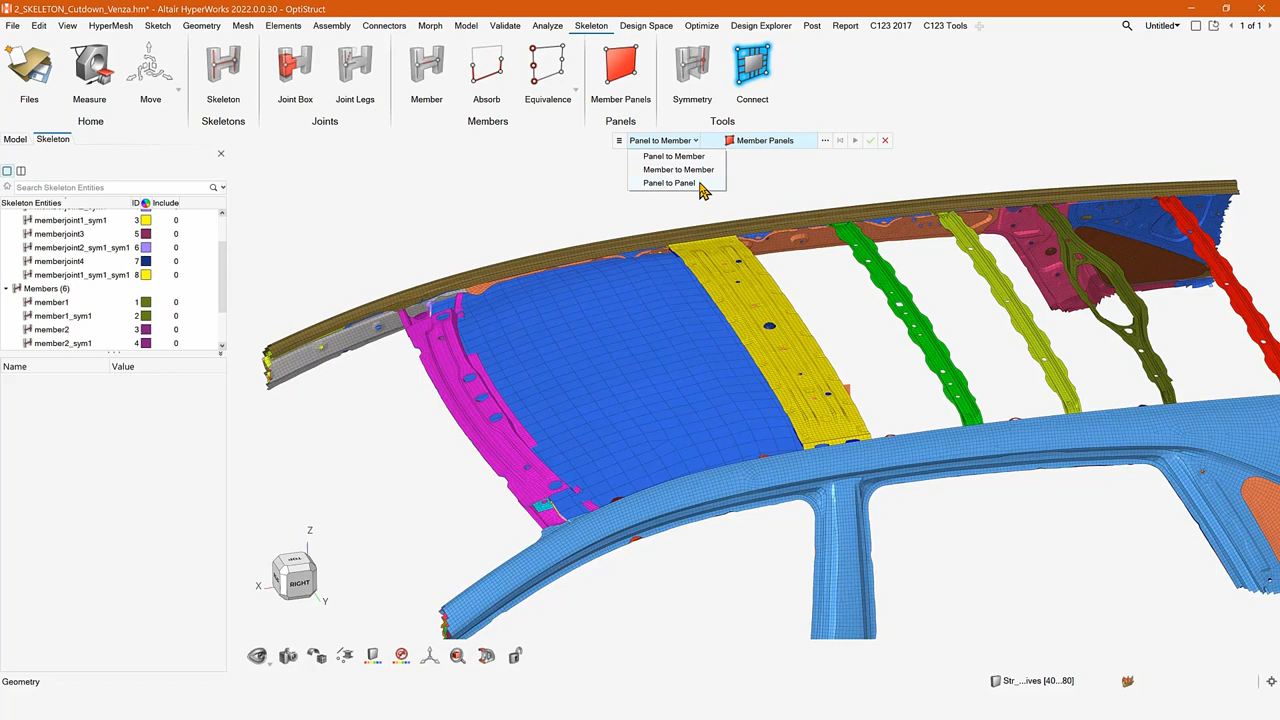 2_SKELETON_Cutdown_Venza.hm* - Altair HyperWorks 2022.0.0.30 - OptiStruct
File Edit View HyperMesh Sketch Geometry Mesh Elements Assembly Connectors Morph Model Validate Analyze Skeleton Design Space Optimize Design Explorer Post Report C123 2017 C123 Tools Untitled 1 of 1
Files Measure Move Skeleton Joint Box Joint Legs Member Absorb Equivalence Member Panels Symmetry Connect
Home Skeletons Joints Members Panels Tools
Model Skeleton
Panel to Member Member Panels
Panel to Member
Member to Member
Panel to Panel
Search Skeleton Entities
Skeleton Entities ID Include
memberjoint1_sym1 3 0
memberjoint3 5 0
memberjoint2_sym1_sym1 6 0
memberjoint4 7 0
memberjoint1_sym1_sym1 8 0
Members (6)
member1 1 0
member1_sym1 2 0
member2 3 0
member2_sym1 4 0
Name Value
Z
TOP
RIGHT
X
Y
Geometry
Str_...ives [40...80]